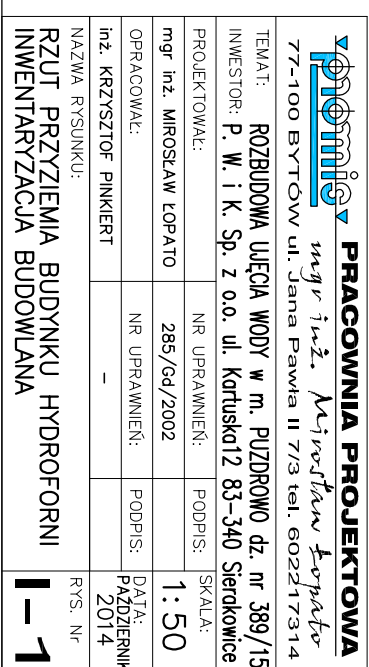 promis PRACOWNIA PROJEKTOWA
mgr inż. Mirosław Łopato
77-100 BYTÓW ul. Jana Pawła II 7/3 tel. 602217314
TEMAT: ROZBUDOWA UJĘCIA WODY w m. PUZDROWO dz. nr 389/15
INWESTOR: P. W. i K. Sp. z o.o. ul. Kartuska12 83-340 Sierakowice
PROJEKTOWAŁ: NR UPRAWNIEŃ: PODPIS: SKALA:
mgr inż. MIROSŁAW ŁOPATO 285/Gd/2002 1:50
OPRACOWAŁ: NR UPRAWNIEŃ: PODPIS: DATA:
inż. KRZYSZTOF PINKIERT – PAŹDZIERNIK
2014
NAZWA RYSUNKU: RYS. Nr
RZUT PRZYZIEMIA BUDYNKU HYDROFORNI
INWENTARYZACJA BUDOWLANA
I-1